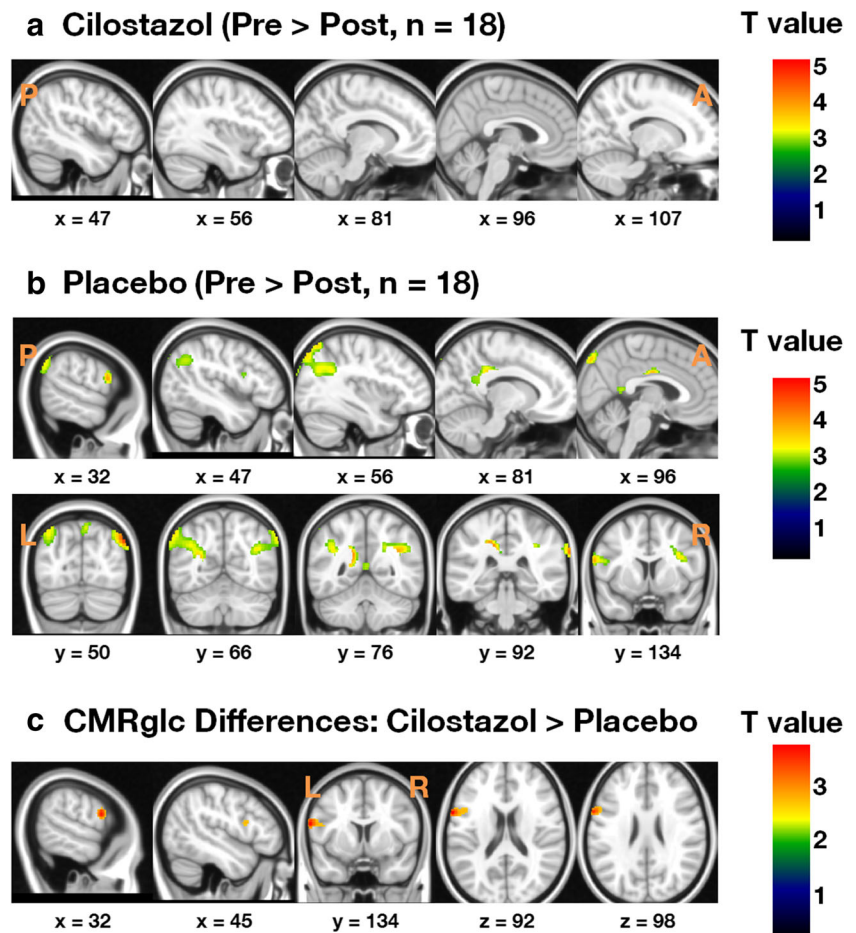 a Cilostazol (Pre > Post, n = 18)
T value
P
A
5
4
3
2
1
x = 47 x = 56 x = 81 x = 96 x = 107
b Placebo (Pre > Post, n = 18)
T value
P
A
x = 32 x = 47 x = 56 x = 81 x = 96
5
4
3
2
1
L
R
y = 50 y = 66 y = 76 y = 92 y = 134
c CMRglc Differences: Cilostazol > Placebo
T value
L R
3
2
1
x = 32 x = 45 y = 134 z = 92 z = 98